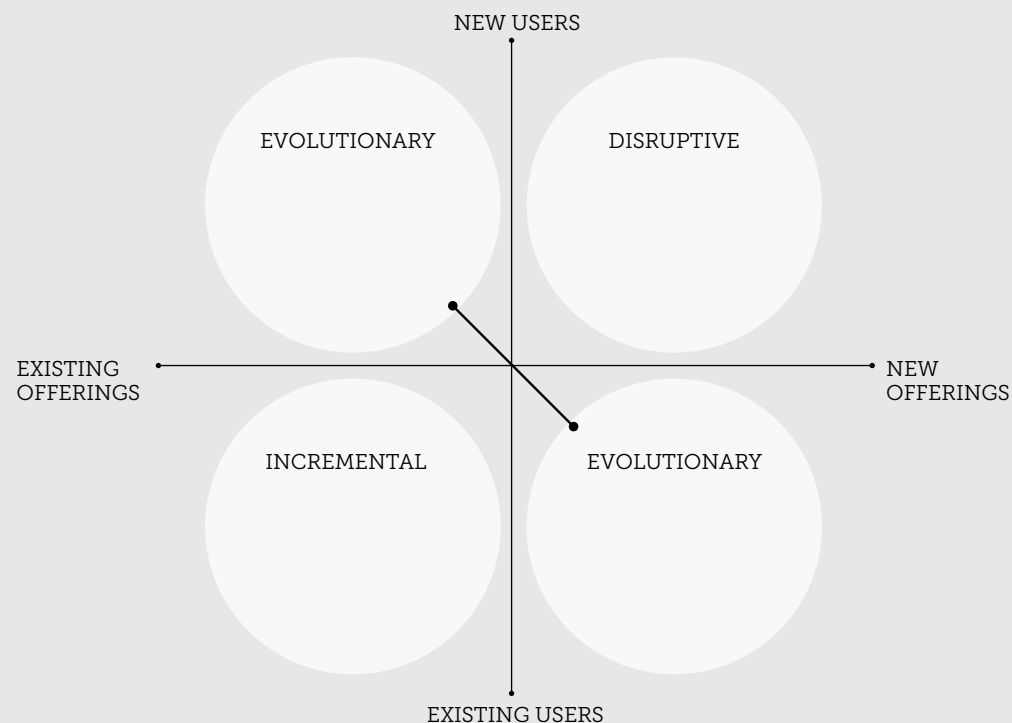 NEW USERS
EVOLUTIONARY
DISRUPTIVE
EXISTING
OFFERINGS
NEW
OFFERINGS
INCREMENTAL
EVOLUTIONARY
EXISTING USERS